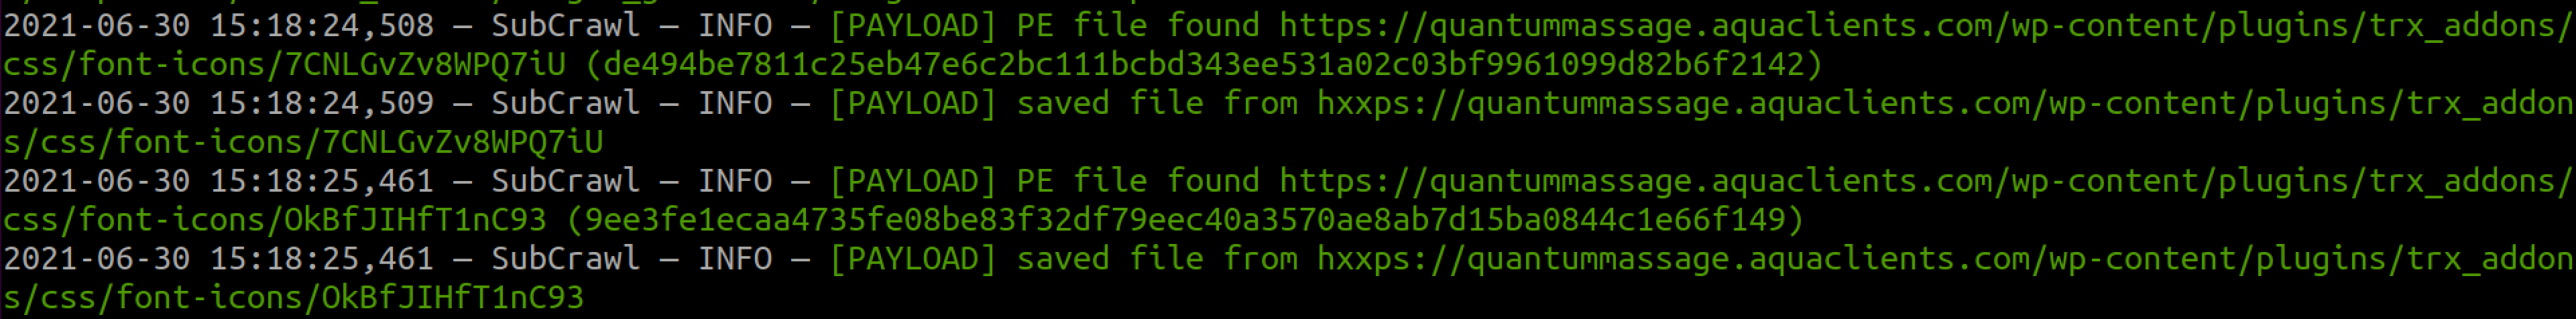 2021-06-30 15:18:24,508 – SubCrawl – INFO – [PAYLOAD] PE file found https://quantummassage.aquaclients.com/wp-content/plugins/trx_addons/
css/font-icons/7CNLGvZv8WPQ7iU (de494be7811c25eb47e6c2bc111bcbd343ee531a02c03bf9961099d82b6f2142)
2021-06-30 15:18:24,509 – SubCrawl – INFO – [PAYLOAD] saved file from hxxps://quantummassage.aquaclients.com/wp-content/plugins/trx_addon
s/css/font-icons/7CNLGvZv8WPQ7iU
2021-06-30 15:18:25,461 – SubCrawl – INFO – [PAYLOAD] PE file found https://quantummassage.aquaclients.com/wp-content/plugins/trx_addons/
css/font-icons/OkBfJIHfT1nC93 (9ee3fe1ecaa4735fe08be83f32df79eec40a3570ae8ab7d15ba0844c1e66f149)
2021-06-30 15:18:25,461 – SubCrawl – INFO – [PAYLOAD] saved file from hxxps://quantummassage.aquaclients.com/wp-content/plugins/trx_addon
s/css/font-icons/OkBfJIHfT1nC93